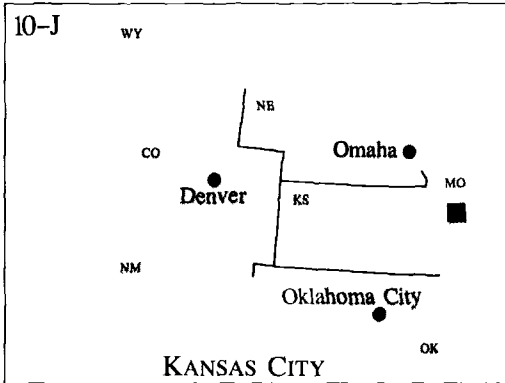 10-J
WY
NE
CO
Omaha
Denver
MO
KS
NM
Oklahoma City
OK
KANSAS CITY